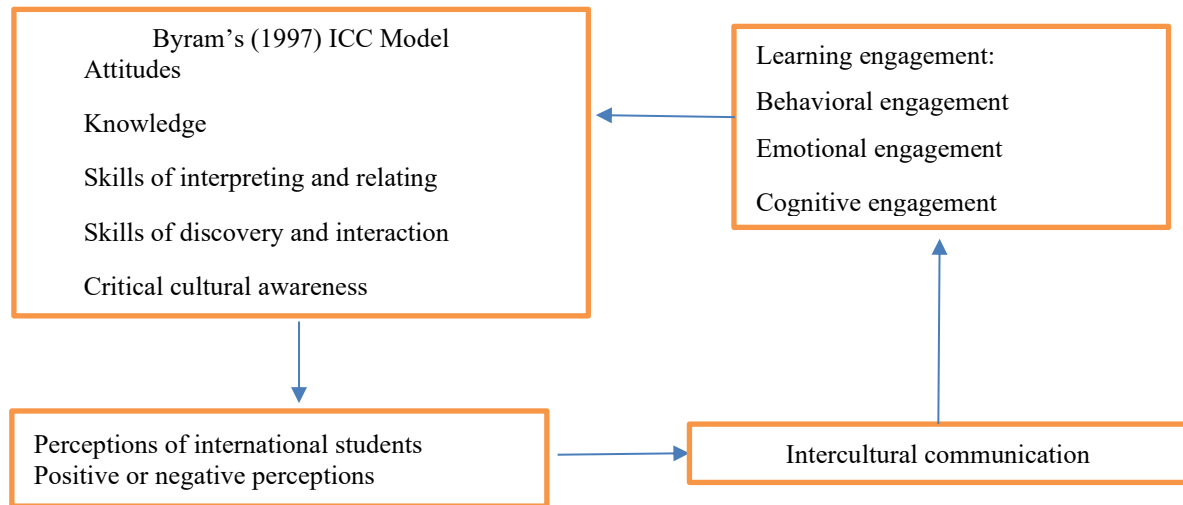 Byram’s (1997) ICC Model
Attitudes
Knowledge
Skills of interpreting and relating
Skills of discovery and interaction
Critical cultural awareness
Learning engagement:
Behavioral engagement
Emotional engagement
Cognitive engagement
Perceptions of international students
Positive or negative perceptions
Intercultural communication